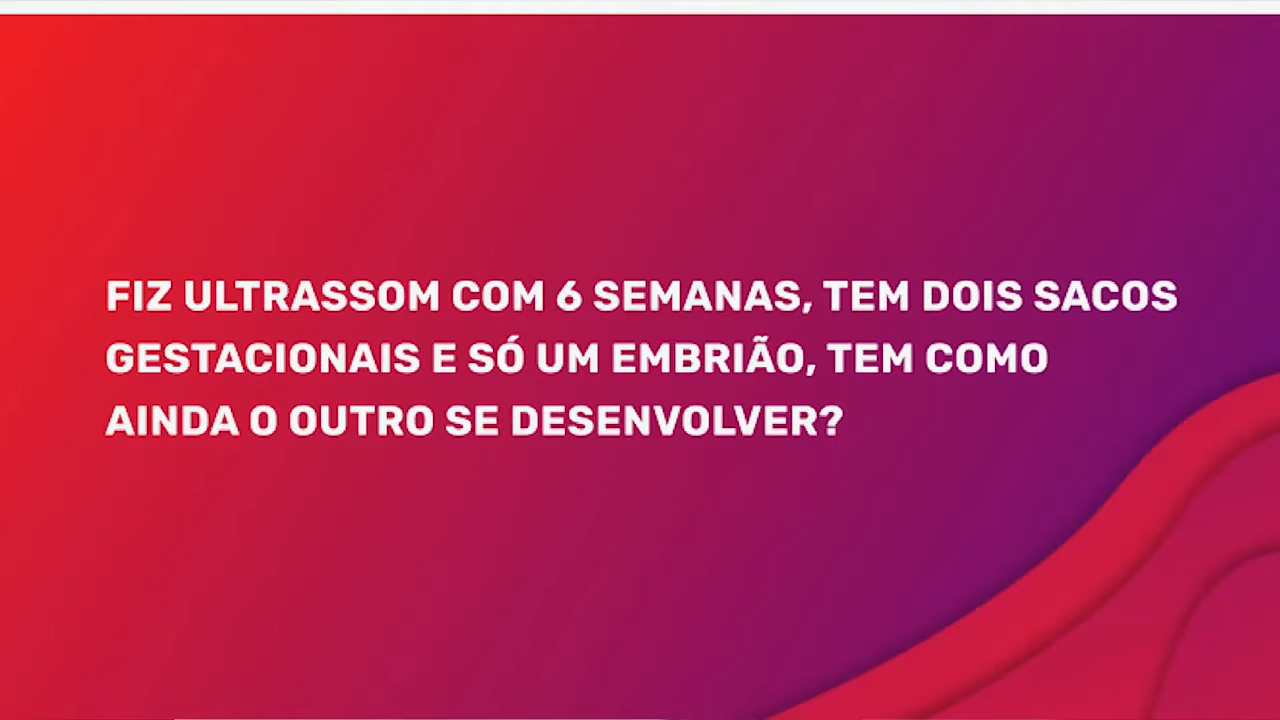 FIZ ULTRASSOM COM 6 SEMANAS, TEM DOIS SACOS
GESTACIONAIS E SÓ UM EMBRIÃO, TEM COMO
AINDA O OUTRO SE DESENVOLVER?